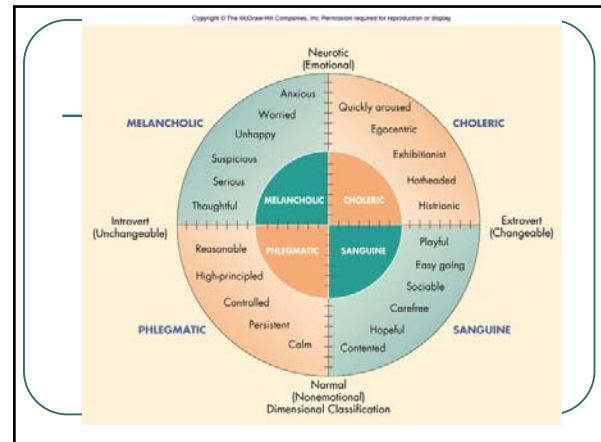 Copyright © The McGraw-Hill Companies, Inc. Permission required for reproduction or display
Neurotic
(Emotional)
MELANCHOLIC
Anxious
Worried
Unhappy
Suspicious
Serious
Thoughtful
CHOLERIC
Quickly aroused
Egocentric
Exhibitionist
Hotheaded
Histrionic
MELANCHOLIC
CHOLERIC
Introvert
(Unchangeable)
Extrovert
(Changeable)
PHLEGMATIC
SANGUINE
Reasonable
High-principled
Controlled
Persistent
Calm
PHLEGMATIC
Playful
Easy going
Sociable
Carefree
Hopeful
Contented
SANGUINE
Normal
(Nonemotional)
Dimensional Classification